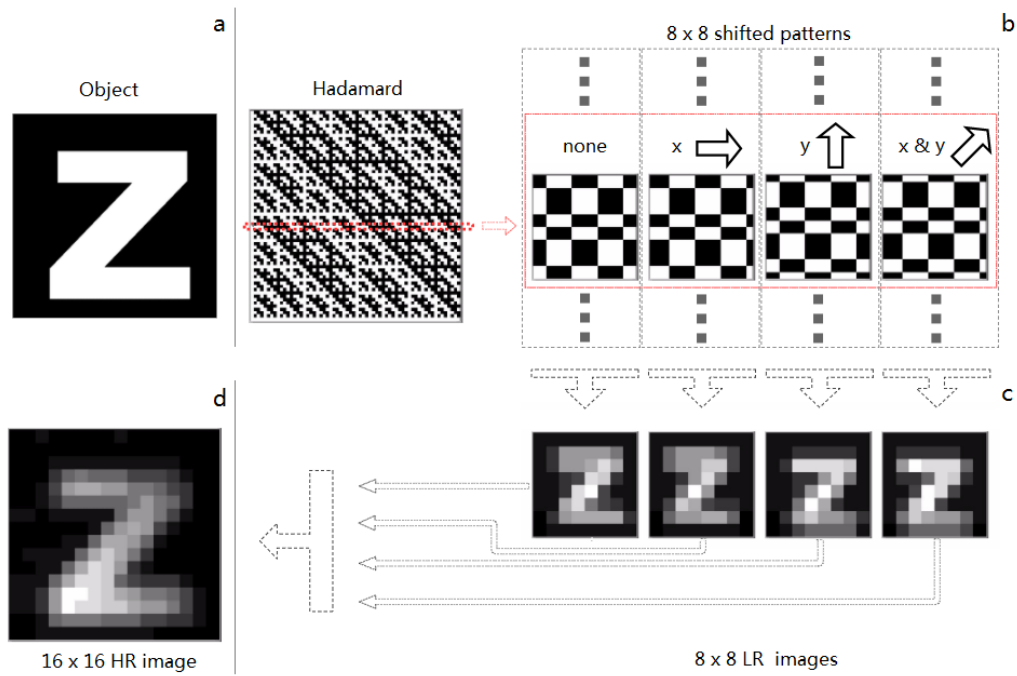 a
Object
Hadamard
b
8 x 8 shifted patterns
none
x
y
x & y
c
8 x 8 LR images
d
16 x 16 HR image